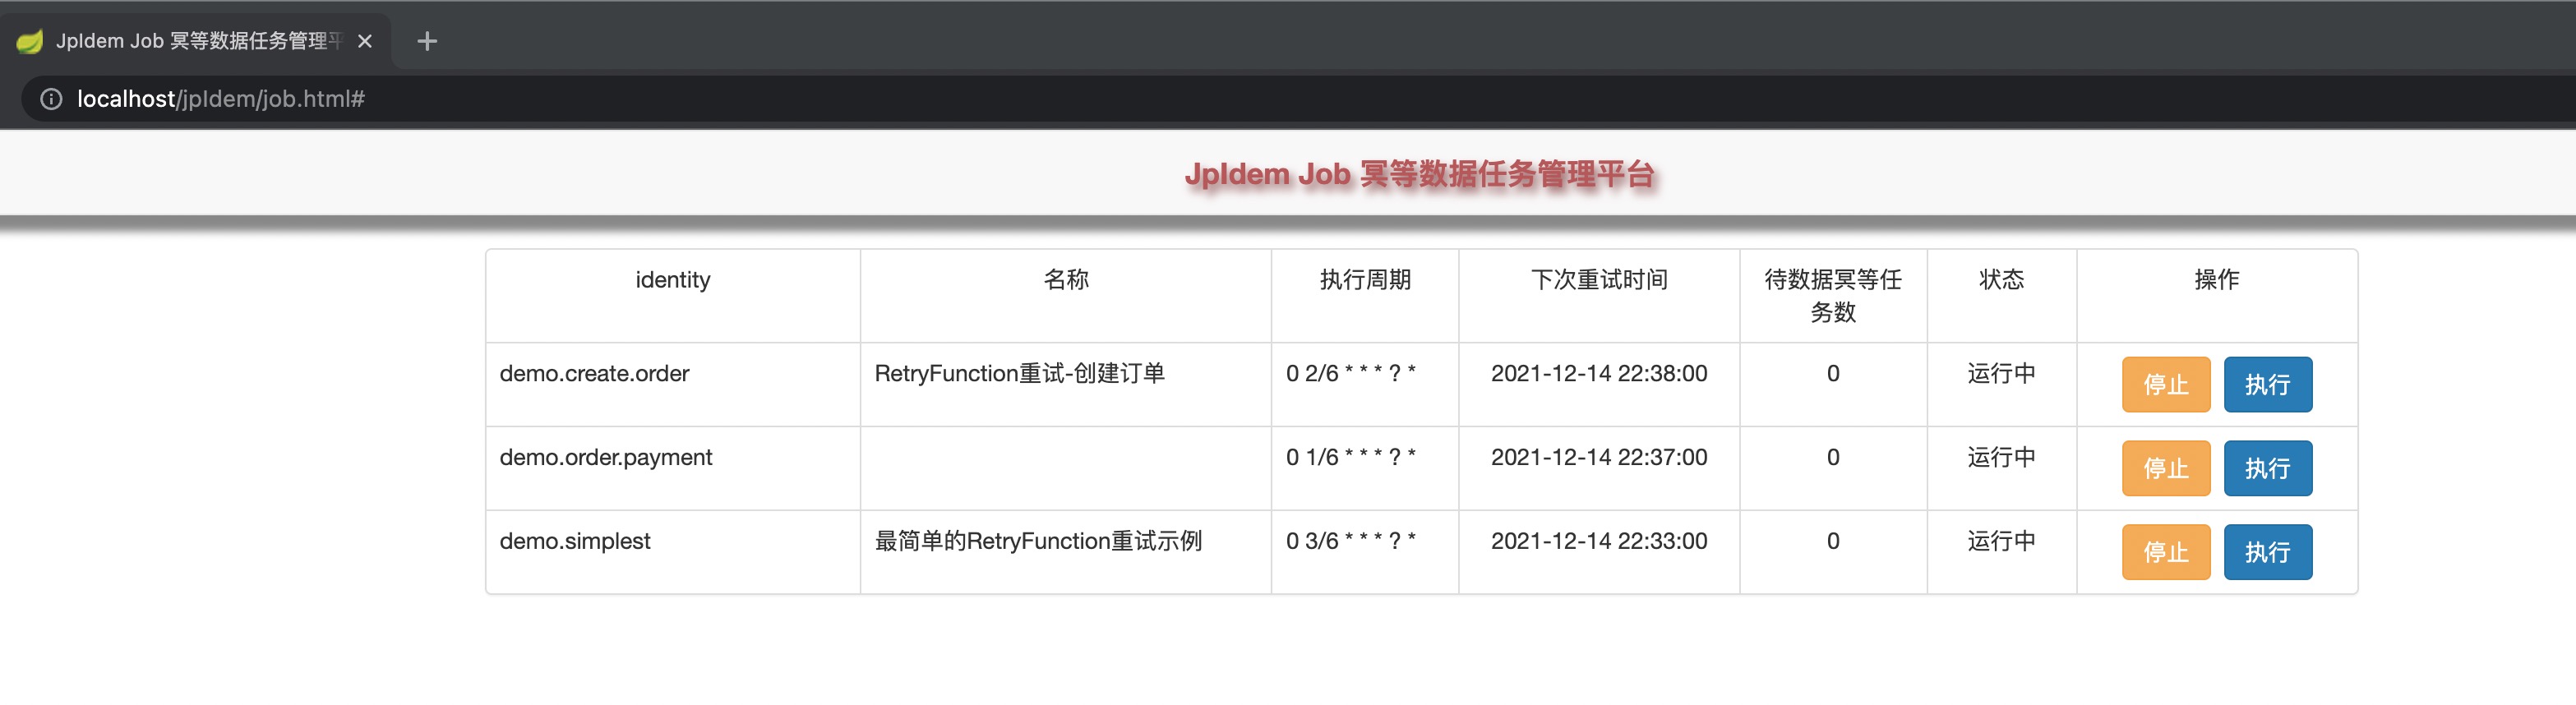 JpIdem Job 冥等数据任务管理平
localhost/jpIdem/job.html#
JpIdem Job 冥等数据任务管理平台
identity 名称 执行周期 下次重试时间 待数据冥等任务数 状态 操作
demo.create.order RetryFunction重试-创建订单 0 2/6 * * * ? * 2021-12-14 22:38:00 0 运行中 停止 执行
demo.order.payment 0 1/6 * * * ? * 2021-12-14 22:37:00 0 运行中 停止 执行
demo.simplest 最简单的RetryFunction重试示例 0 3/6 * * * ? * 2021-12-14 22:33:00 0 运行中 停止 执行